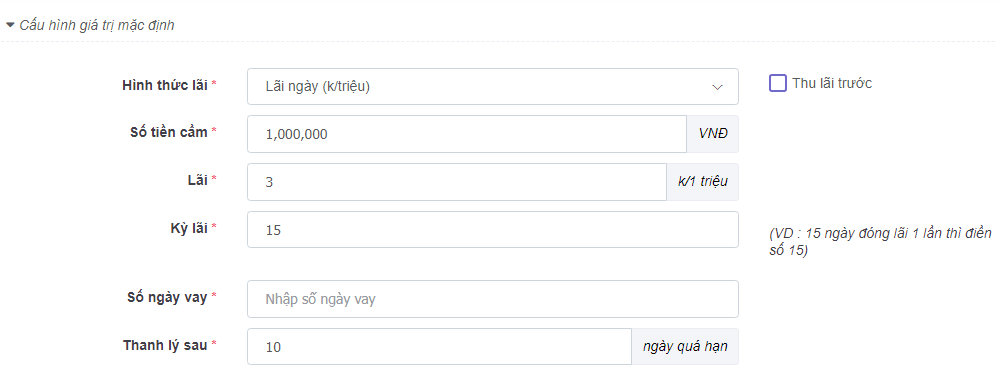 Cấu hình giá trị mặc định
Hình thức lãi * Lãi ngày (k/triệu) Thu lãi trước
Số tiền cầm * 1,000,000 VNĐ
Lãi * 3 k/1 triệu
Kỳ lãi * 15
(VD : 15 ngày đóng lãi 1 lần thì điền
số 15)
Số ngày vay * Nhập số ngày vay
Thanh lý sau * 10 ngày quá hạn